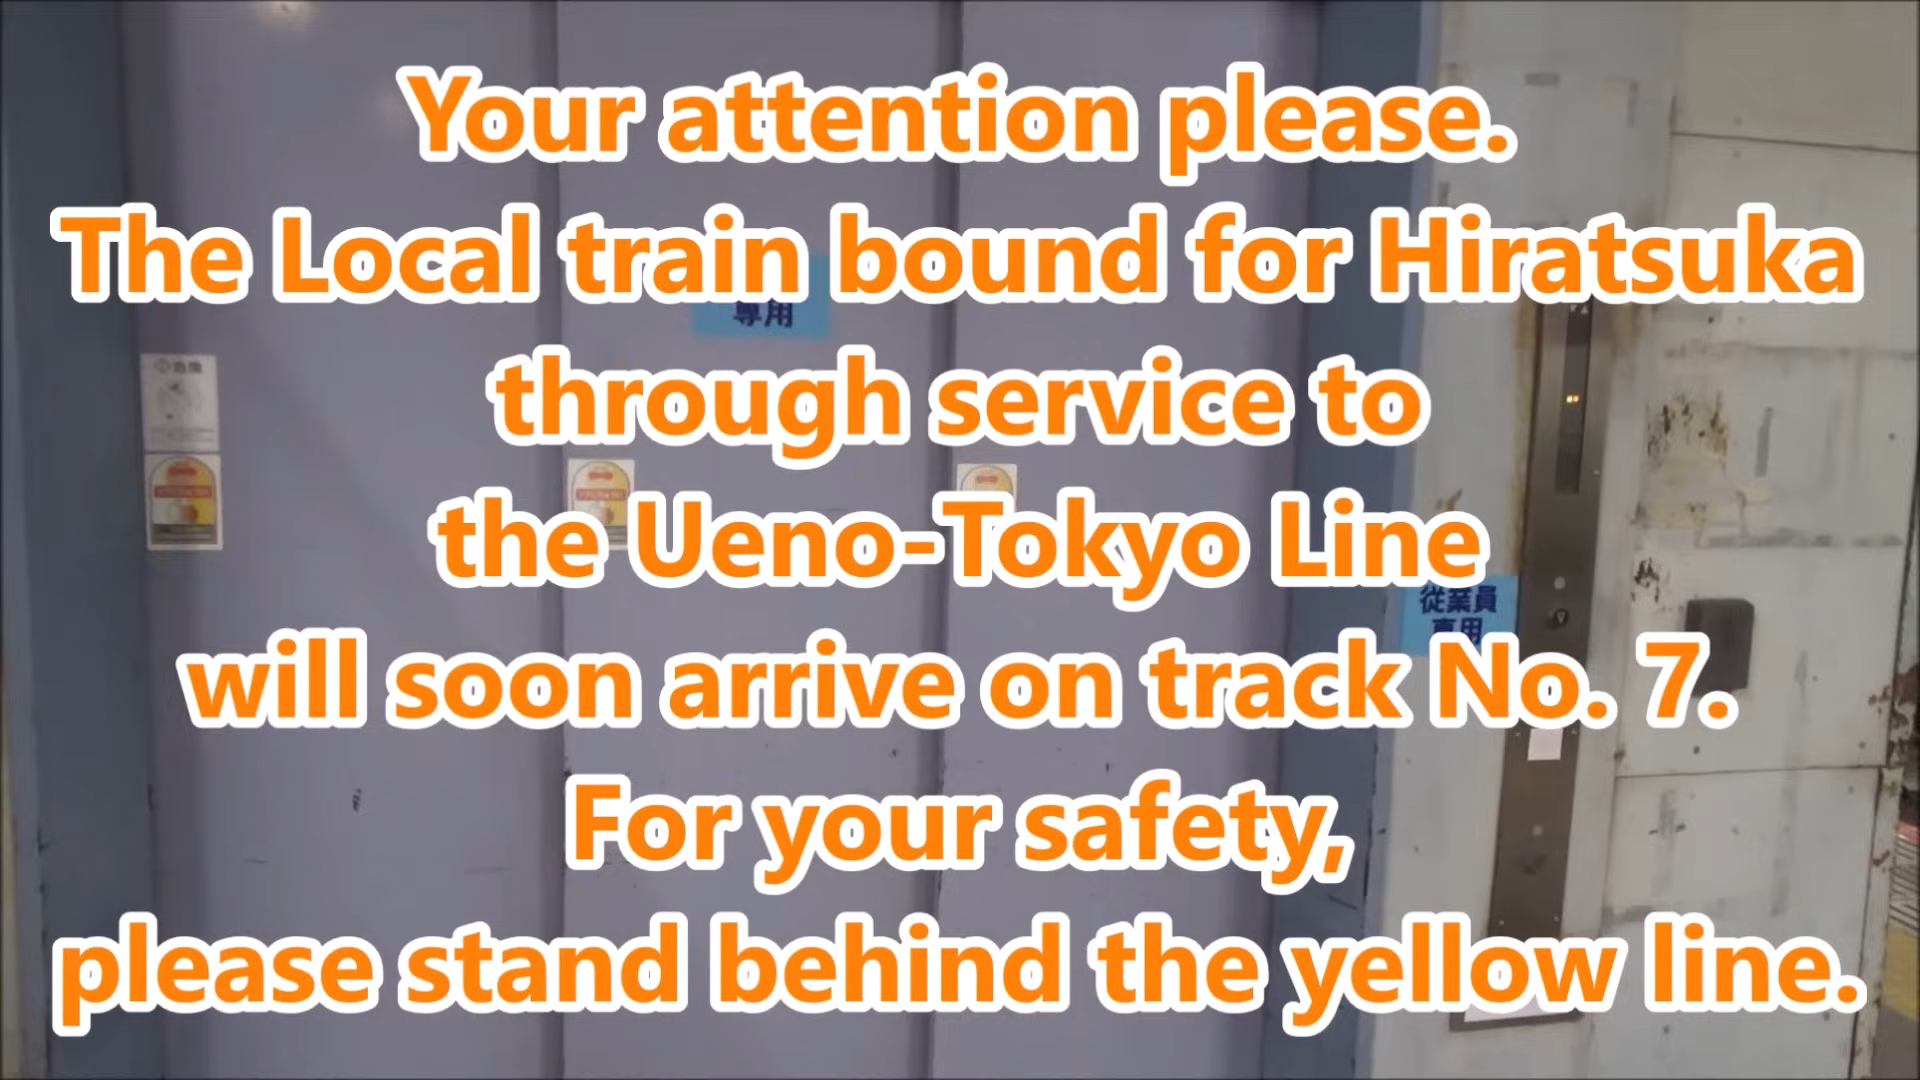 Your attention please.
The Local train bound for Hiratsuka
専用
through service to
危険
the Ueno-Tokyo Line
従業員
専用
will soon arrive on track No. 7.
For your safety,
please stand behind the yellow line.